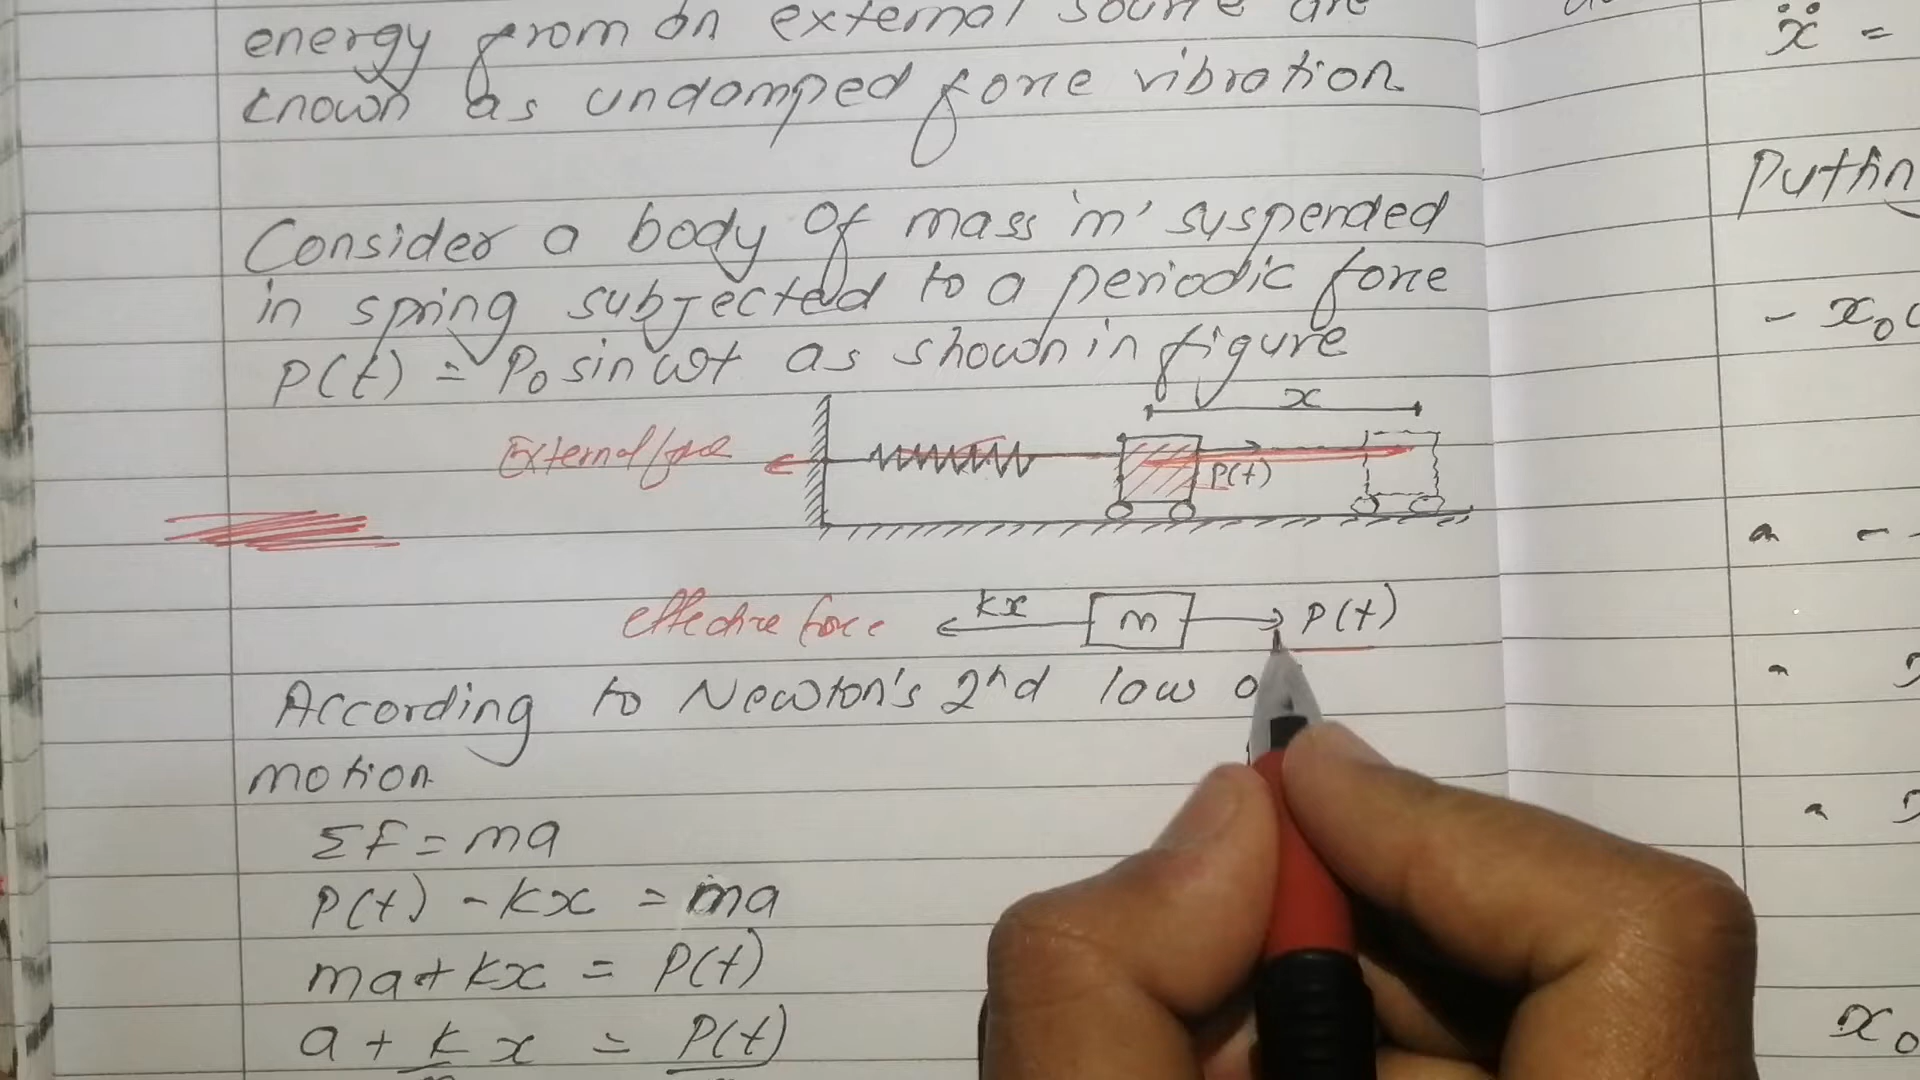 energy from an external source are
known as undamped force vibration
Consider a body of mass 'm' suspended
in spring subjected to a periodic force
P(t) = P₀ sin ωt as shown in figure
x
External force
P(t)
effective force
kx
m
P(t)
According to Newton's 2nd law o
motion
ΣF = ma
P(t) - kx = ma
ma + kx = P(t)
a + k x = P(t)
ẍ =
Puttin
- x₀
x₀